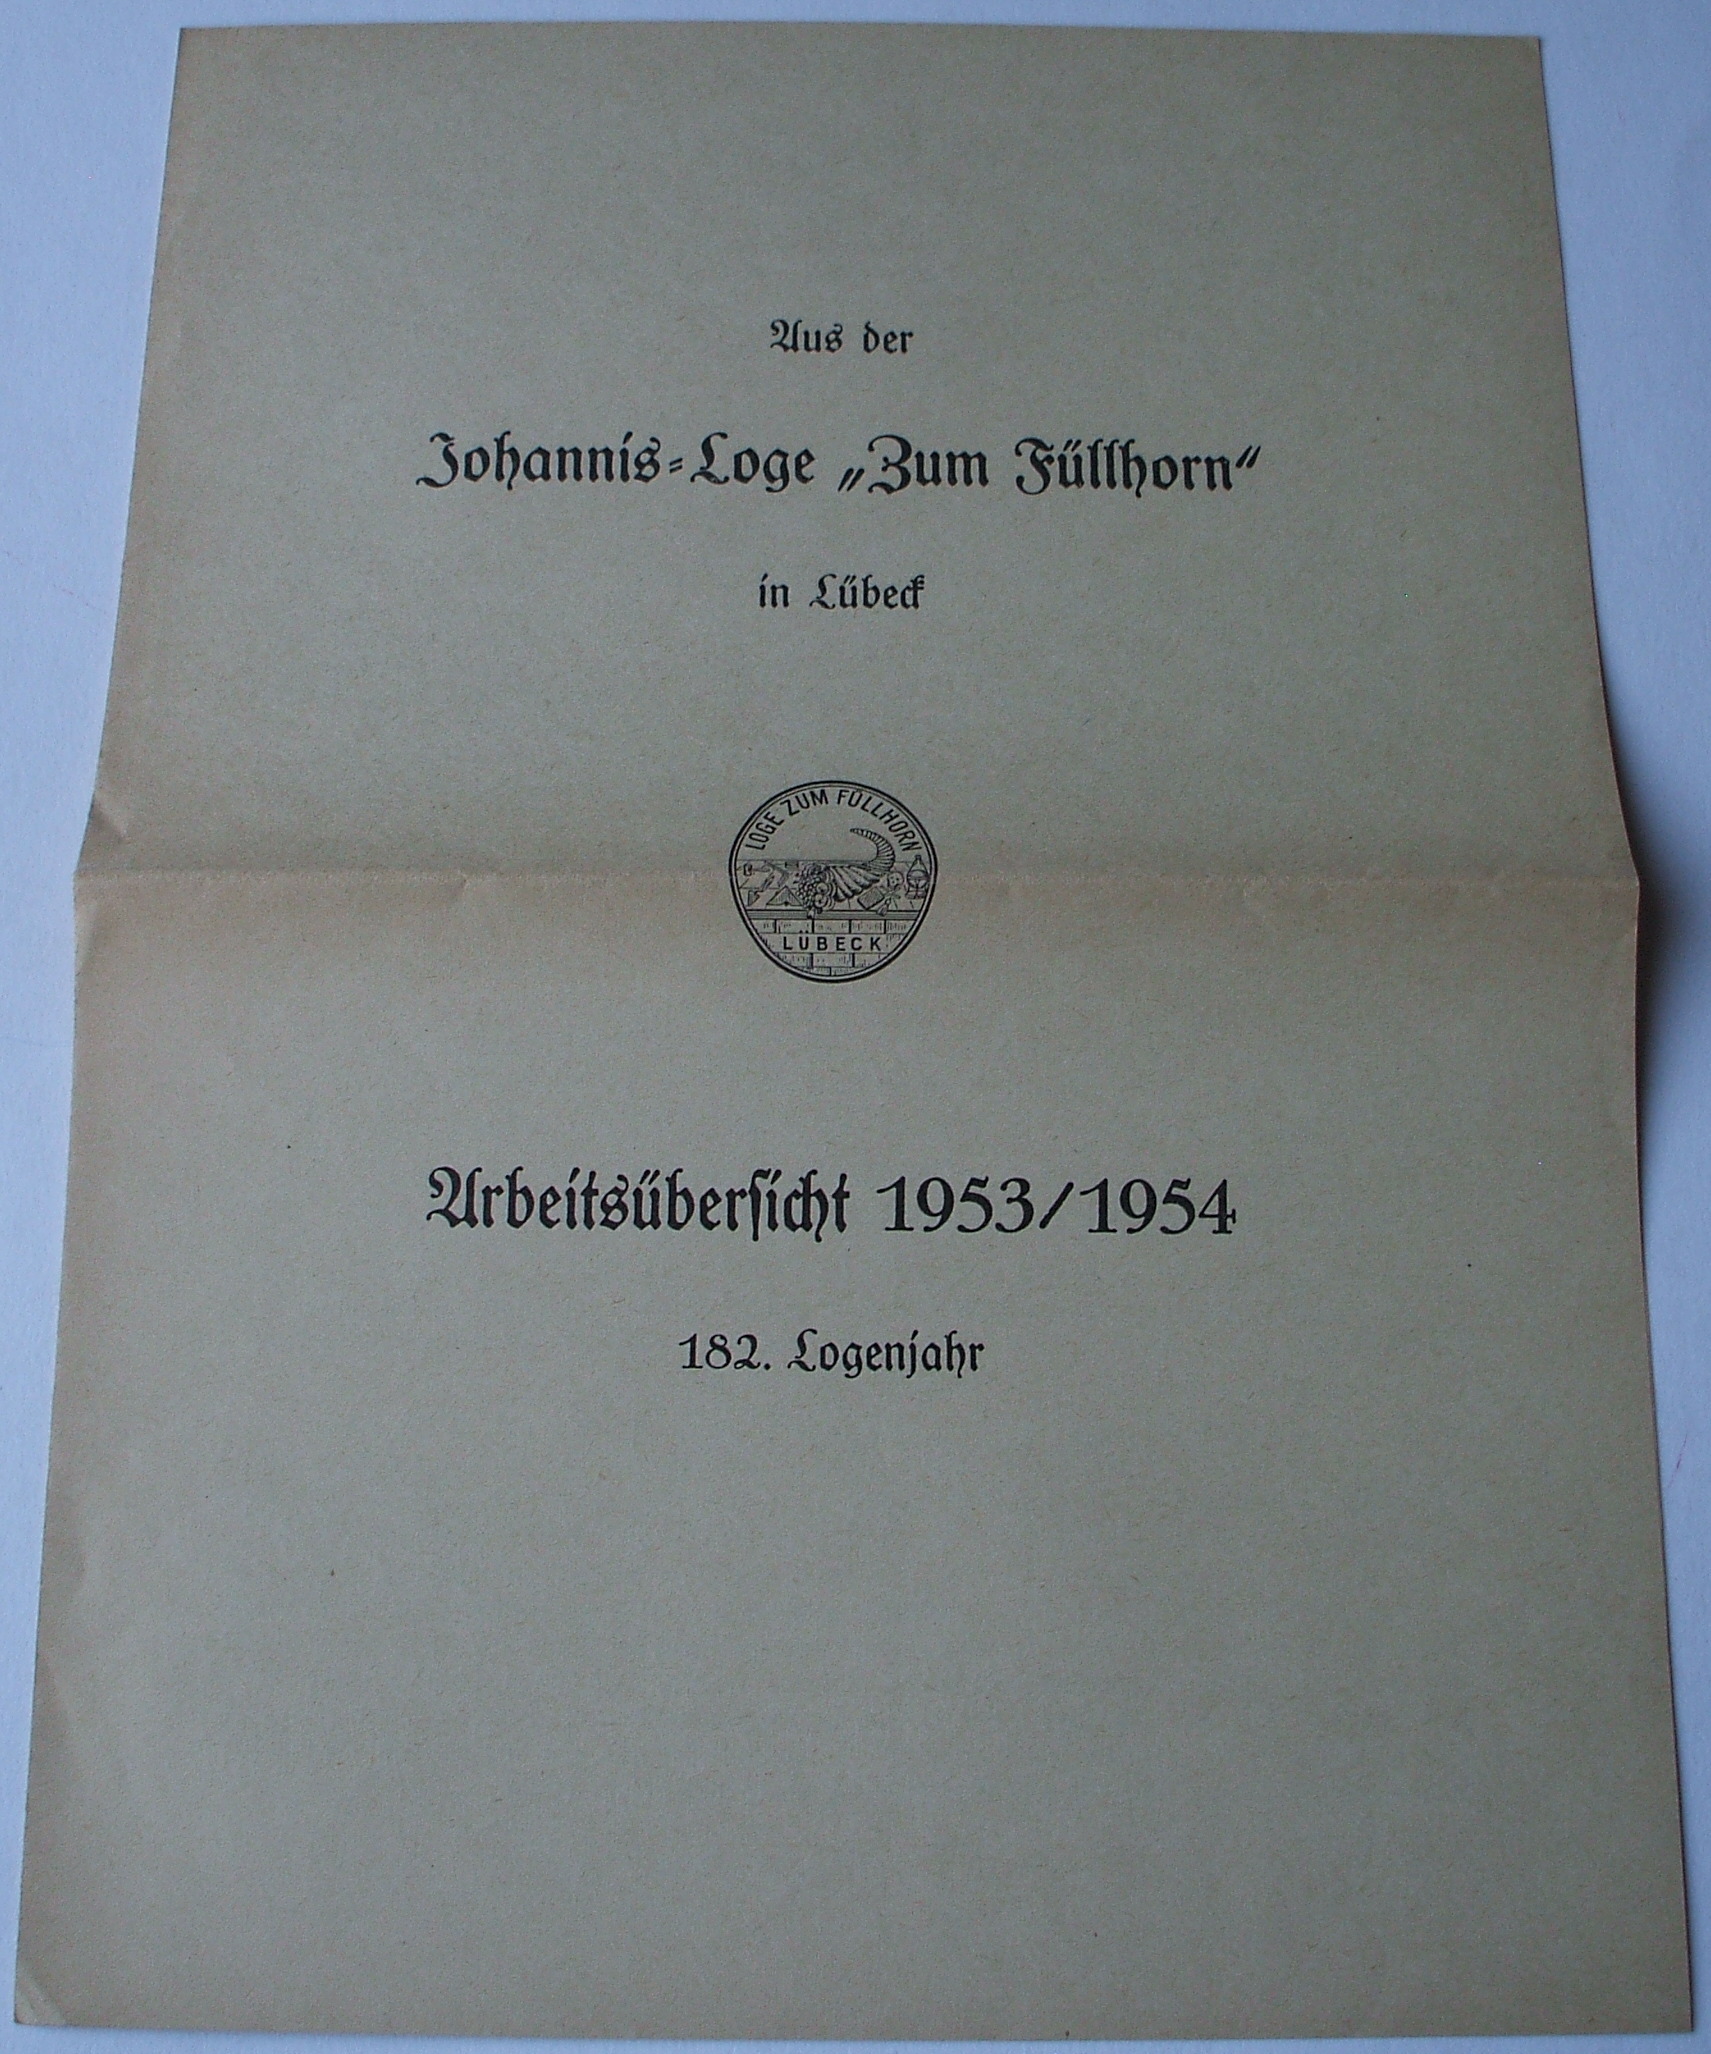 Aus der
Johannis-Loge „Zum Füllhorn“
in Lübeck
LOGE ZUM FÜLLHORN
LÜBECK
Arbeitsüberſicht 1953/1954
182. Logenjahr